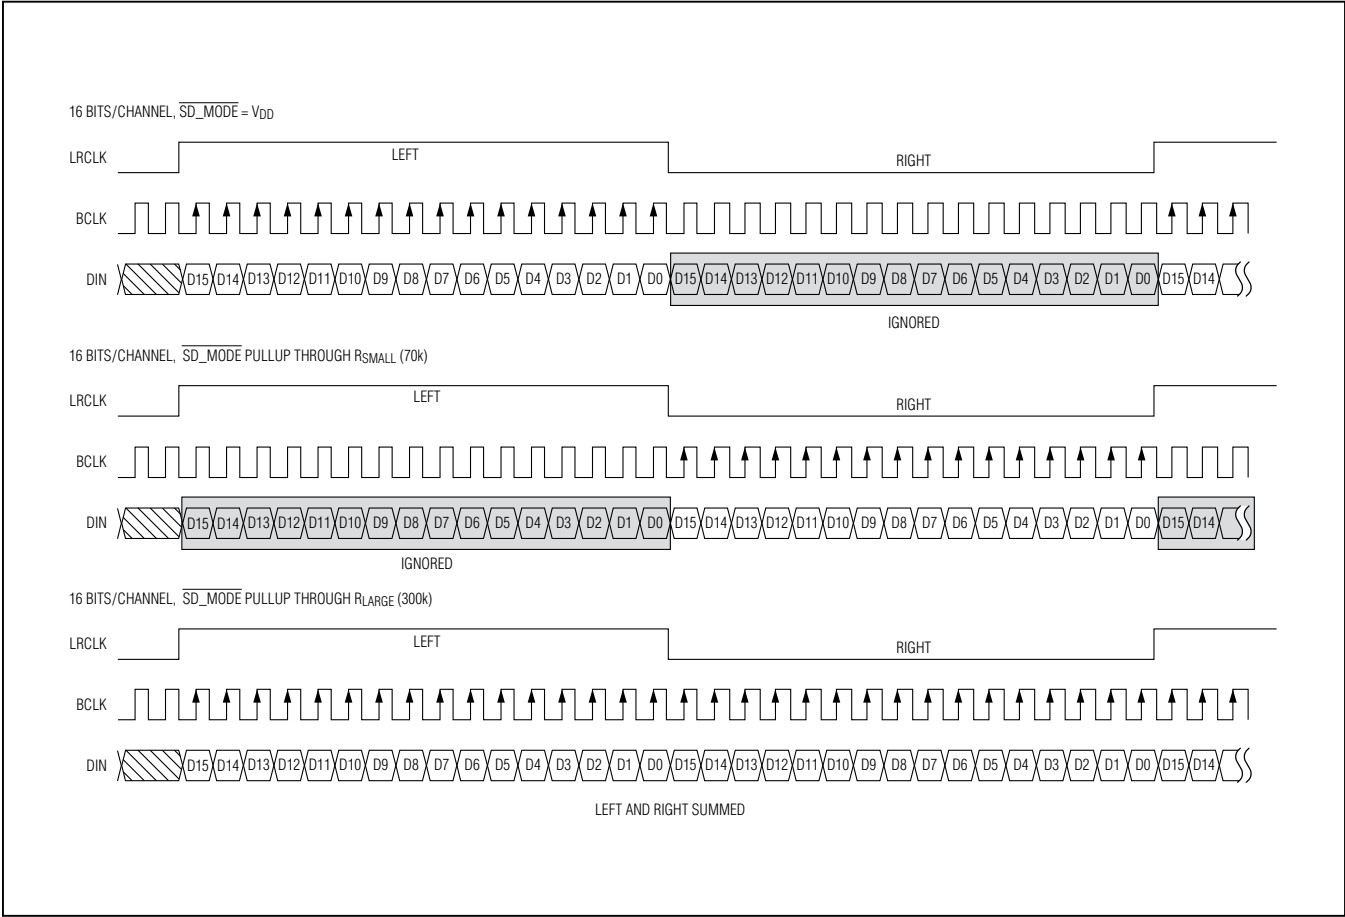 16 BITS/CHANNEL, SD_MODE = VDD
LRCLK LEFT RIGHT
BCLK
DIN D15 D14 D13 D12 D11 D10 D9 D8 D7 D6 D5 D4 D3 D2 D1 D0 D15 D14 D13 D12 D11 D10 D9 D8 D7 D6 D5 D4 D3 D2 D1 D0 D15 D14
IGNORED
16 BITS/CHANNEL, SD_MODE PULLUP THROUGH RSMALL (70k)
LRCLK LEFT RIGHT
BCLK
DIN D15 D14 D13 D12 D11 D10 D9 D8 D7 D6 D5 D4 D3 D2 D1 D0 D15 D14 D13 D12 D11 D10 D9 D8 D7 D6 D5 D4 D3 D2 D1 D0 D15 D14
IGNORED
16 BITS/CHANNEL, SD_MODE PULLUP THROUGH RLARGE (300k)
LRCLK LEFT RIGHT
BCLK
DIN D15 D14 D13 D12 D11 D10 D9 D8 D7 D6 D5 D4 D3 D2 D1 D0 D15 D14 D13 D12 D11 D10 D9 D8 D7 D6 D5 D4 D3 D2 D1 D0 D15 D14
LEFT AND RIGHT SUMMED